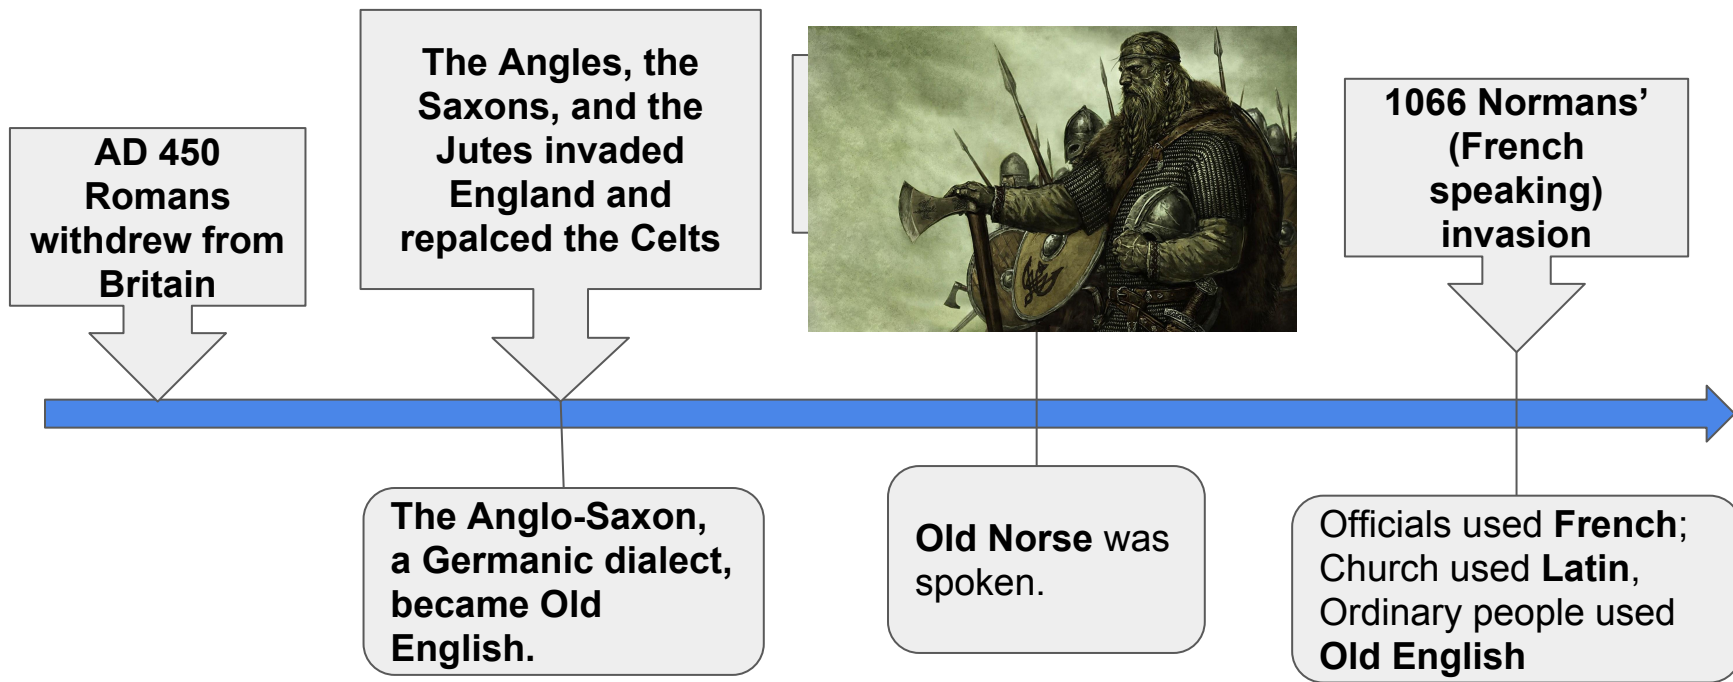 AD 450
Romans
withdrew from
Britain
The Angles, the
Saxons, and the
Jutes invaded
England and
repalced the Celts
1066 Normans’
(French
speaking)
invasion
The Anglo-Saxon,
a Germanic dialect,
became Old
English.
Old Norse was
spoken.
Officials used French;
Church used Latin,
Ordinary people used
Old English